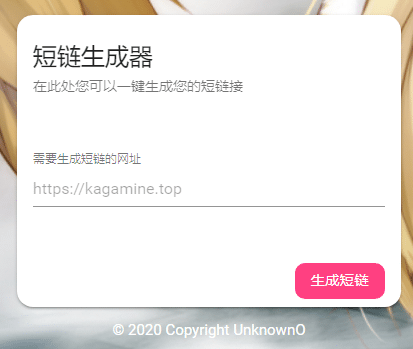 短链生成器
在此处您可以一键生成您的短链接
需要生成短链的网址
https://kagamine.top
生成短链
© 2020 Copyright UnknownO